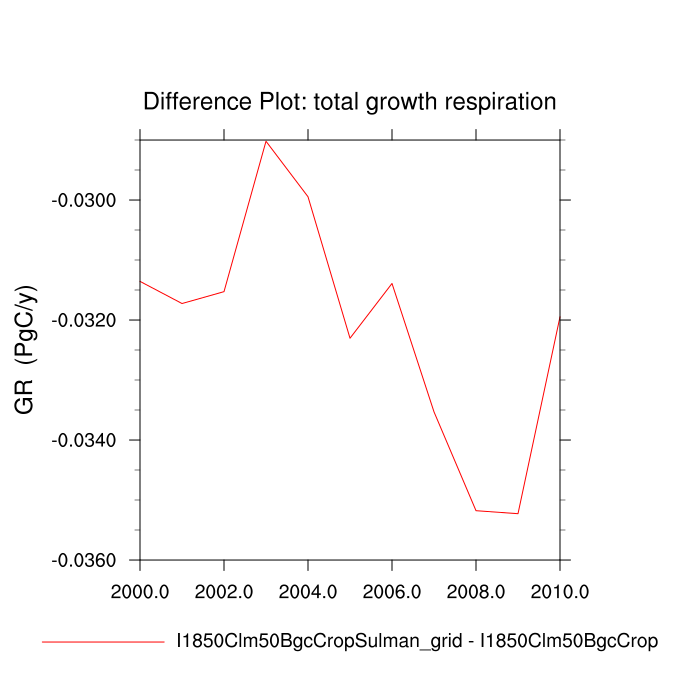 Difference Plot: total growth respiration
GR (PgC/y)
-0.0300
-0.0320
-0.0340
-0.0360
2000.0 2002.0 2004.0 2006.0 2008.0 2010.0
I1850Clm50BgcCropSulman_grid - I1850Clm50BgcCrop